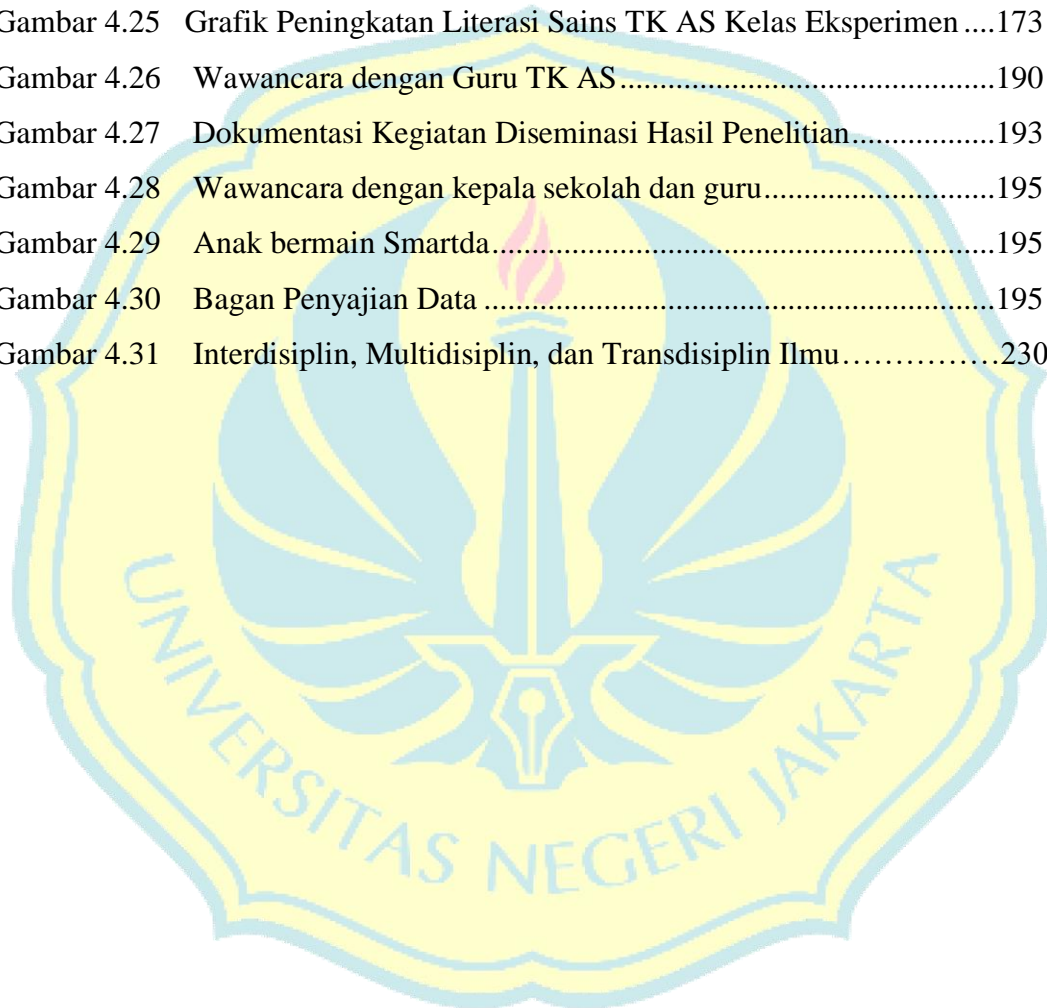 Gambar 4.25 Grafik Peningkatan Literasi Sains TK AS Kelas Eksperimen ....173
Gambar 4.26 Wawancara dengan Guru TK AS..........................................190
Gambar 4.27 Dokumentasi Kegiatan Diseminasi Hasil Penelitian.................193
Gambar 4.28 Wawancara dengan kepala sekolah dan guru...........................195
Gambar 4.29 Anak bermain Smartda..........................................................195
Gambar 4.30 Bagan Penyajian Data ...........................................................195
Gambar 4.31 Interdisiplin, Multidisiplin, dan Transdisiplin Ilmu……………230
UNIVERSITAS NEGERI JAKARTA